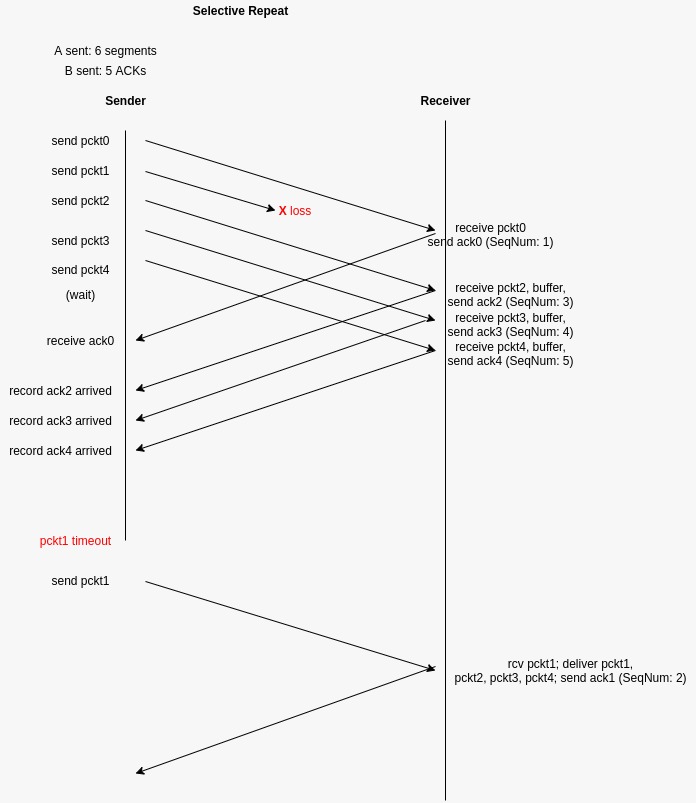 Selective Repeat
A sent: 6 segments
B sent: 5 ACKs
Sender
Receiver
send pckt0
send pckt1
send pckt2
X loss
send pckt3
send pckt4
(wait)
receive ack0
record ack2 arrived
record ack3 arrived
record ack4 arrived
pckt1 timeout
send pckt1
receive pckt0
send ack0 (SeqNum: 1)
receive pckt2, buffer,
send ack2 (SeqNum: 3)
receive pckt3, buffer,
send ack3 (SeqNum: 4)
receive pckt4, buffer,
send ack4 (SeqNum: 5)
rcv pckt1; deliver pckt1,
pckt2, pckt3, pckt4; send ack1 (SeqNum: 2)